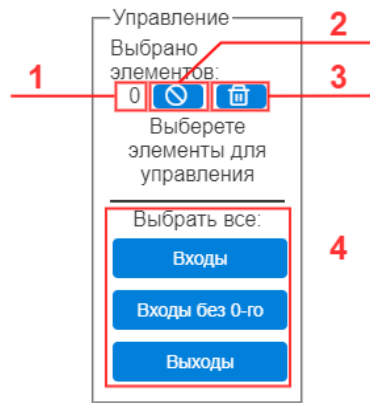 Управление
2
Выбрано
элементов:
1
0
3
Выберете
элементы для
управления
Выбрать все:
4
Входы
Входы без 0-го
Выходы